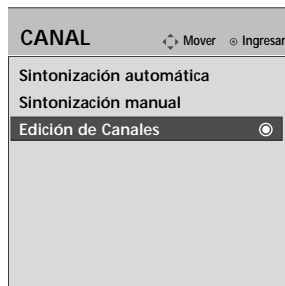 CANAL Mover Ingresar
Sintonización automática
Sintonización manual
Edición de Canales